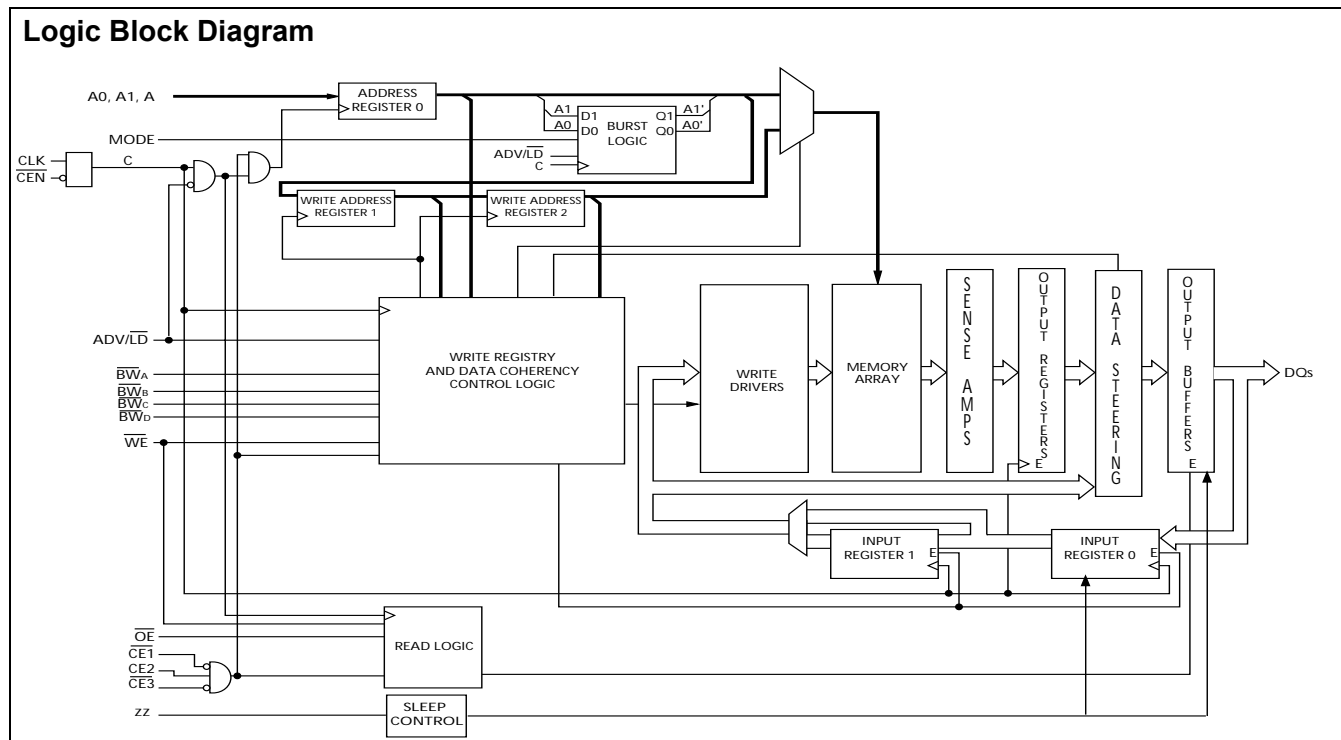 Logic Block Diagram
A0, A1, A
ADDRESS
REGISTER 0
A1
A0
D1
D0
BURST
LOGIC
Q1
Q0
A1'
A0'
MODE
ADV/LD
C
CLK
CEN
C
WRITE ADDRESS
REGISTER 1
WRITE ADDRESS
REGISTER 2
ADV/LD
BWA
BWB
BWC
BWD
WE
WRITE REGISTRY
AND DATA COHERENCY
CONTROL LOGIC
WRITE
DRIVERS
MEMORY
ARRAY
SENSE AMPS
OUTPUT REGISTERS
E
DATA STEERING
OUTPUT BUFFERS
E
DQs
INPUT
REGISTER 1
E
INPUT
REGISTER 0
E
OE
CE1
CE2
CE3
READ LOGIC
ZZ
SLEEP
CONTROL